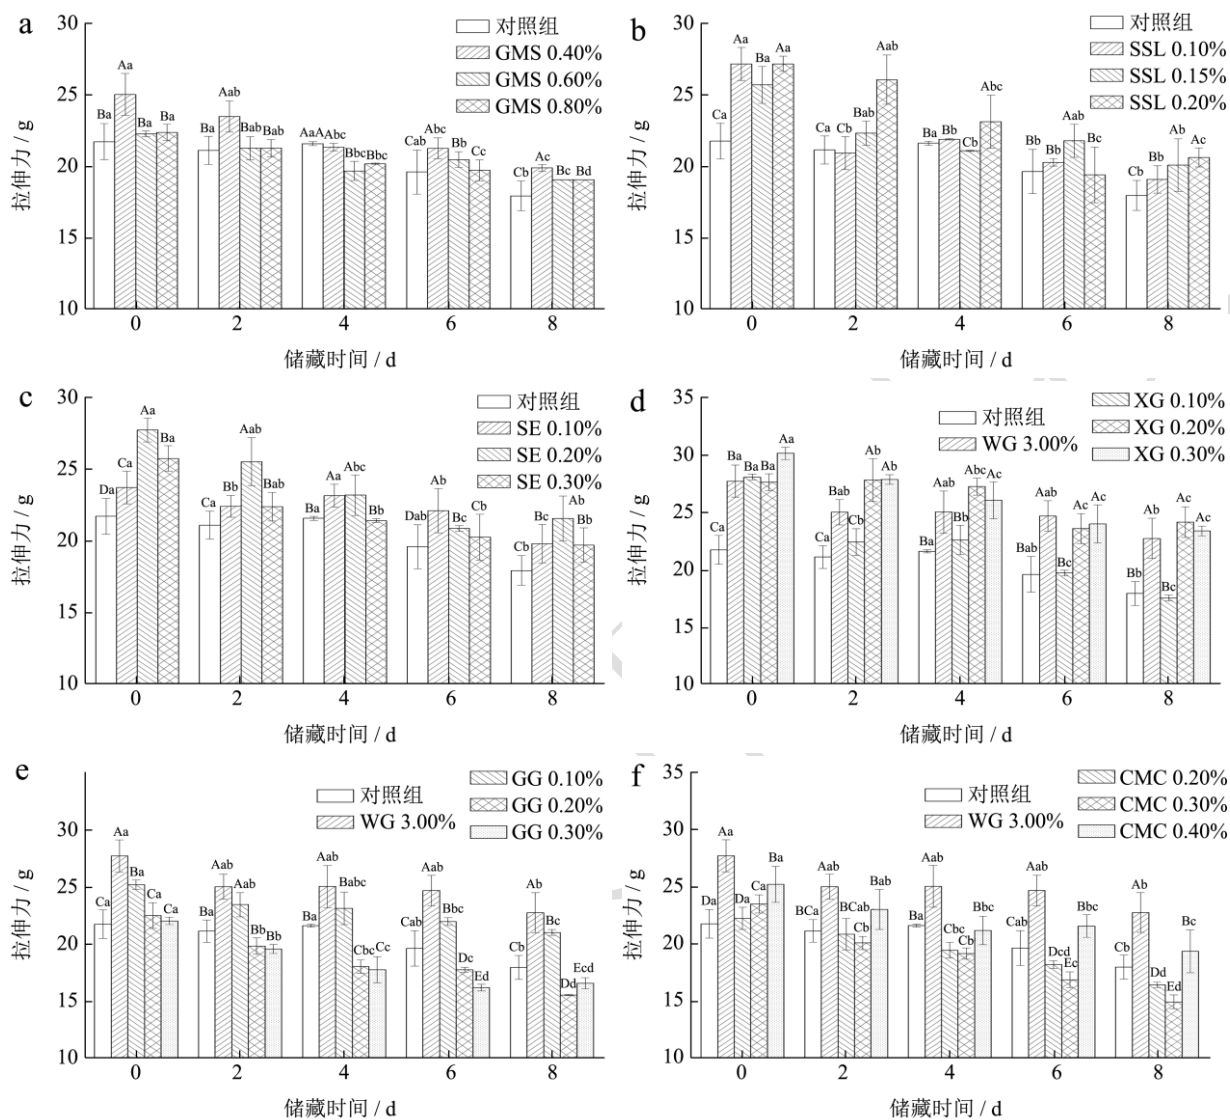 a
30
25
20
15
10
拉伸力 / g
对照组
GMS 0.40%
GMS 0.60%
GMS 0.80%
Ba Aa Ba Ba
Ba Aab Bab Bab
AaA Abc Bbc Bbc
Cab Abc Bb Cc
Cb Ac Bc Bd
0 2 4 6 8
储藏时间 / d
b
30
25
20
15
10
拉伸力 / g
对照组
SSL 0.10%
SSL 0.15%
SSL 0.20%
Ca Aa Ba Aa
Ca Cb Bab Aab
Ba Bb Cb Abc
Bb Bb Aab Bc
Cb Bb Ab Bc
0 2 4 6 8
储藏时间 / d
c
30
25
20
15
10
拉伸力 / g
对照组
SE 0.10%
SE 0.20%
SE 0.30%
Da Ca Aa Ba
Ca Bb Aab Bab
Ba Aa Abc Bb
Dab Ab Bc Cb
Cb Bc Ab Bb
0 2 4 6 8
储藏时间 / d
d
35
30
25
20
15
10
拉伸力 / g
对照组
WG 3.00%
XG 0.10%
XG 0.20%
XG 0.30%
Ca Ba Ba Ba Aa
Ca Bab Cb Ab Ab
Ba Aab Bb Abc Ac
Bab Aab Bc Ac Ac
Bb Ab Bc Ac Ac
0 2 4 6 8
储藏时间 / d
e
30
25
20
15
10
拉伸力 / g
对照组
WG 3.00%
GG 0.10%
GG 0.20%
GG 0.30%
Ca Aa Ba Ca Ca
Ba Aab Aab Bb Bb
Ba Aab Babc Cbc Cc
Cab Aab Bbc Dc Ed
Cb Ab Bc Dd Ecd
0 2 4 6 8
储藏时间 / d
f
35
30
25
20
15
10
拉伸力 / g
对照组
WG 3.00%
CMC 0.20%
CMC 0.30%
CMC 0.40%
Da Aa Da Ca Ba
BCa Aab BCab Cb Bab
Ba Aab Cbc Cb Bbc
Cab Aab Dcd Ec Bbc
Cb Ab Dd Ed Bc
0 2 4 6 8
储藏时间 / d